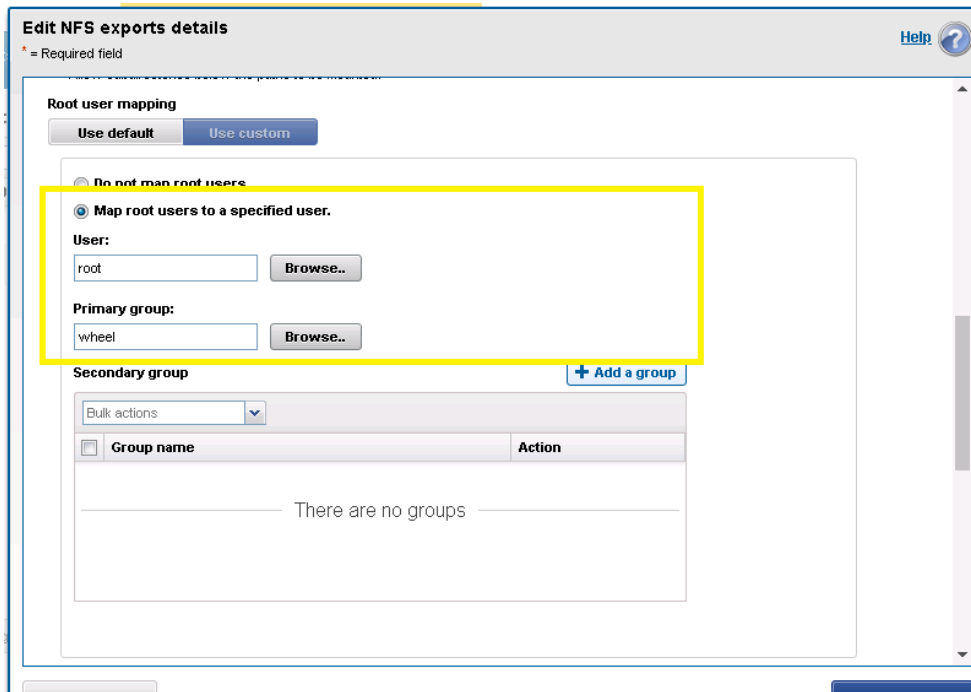 Edit NFS exports details
Help
* = Required field
Root user mapping
Use default
Use custom
Do not map root users
Map root users to a specified user.
User:
root
Browse..
Primary group:
wheel
Browse..
Secondary group
+ Add a group
Bulk actions
Group name
Action
There are no groups